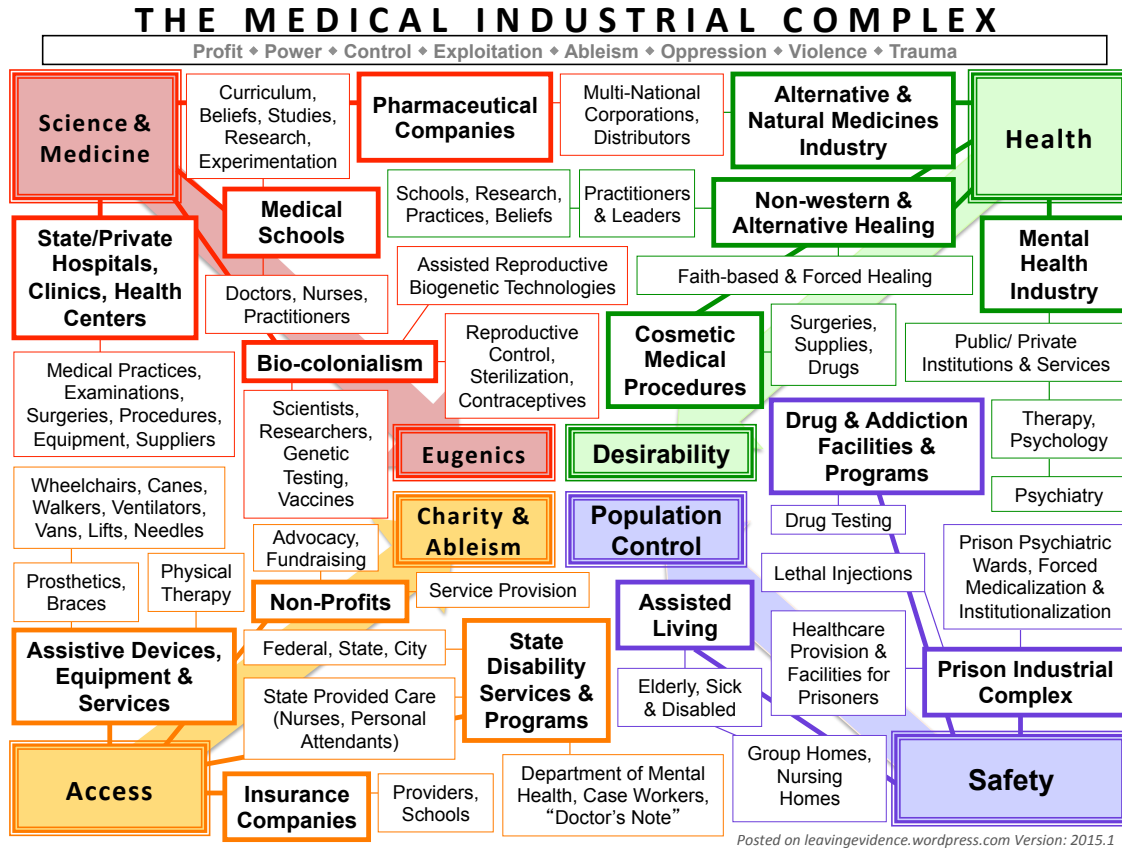 THE MEDICAL INDUSTRIAL COMPLEX
Profit ◆ Power ◆ Control ◆ Exploitation ◆ Ableism ◆ Oppression ◆ Violence ◆ Trauma
Science &
Medicine
Curriculum,
Beliefs, Studies,
Research,
Experimentation
Pharmaceutical
Companies
Multi-National
Corporations,
Distributors
Alternative &
Natural Medicines
Industry
Health
Medical
Schools
Schools, Research,
Practices, Beliefs
Practitioners
& Leaders
Non-western &
Alternative Healing
State/Private
Hospitals,
Clinics, Health
Centers
Mental
Health
Industry
Doctors, Nurses,
Practitioners
Assisted Reproductive
Biogenetic Technologies
Faith-based & Forced Healing
Bio-colonialism
Reproductive
Control,
Sterilization,
Contraceptives
Cosmetic
Medical
Procedures
Surgeries,
Supplies,
Drugs
Public/ Private
Institutions & Services
Medical Practices,
Examinations,
Surgeries, Procedures,
Equipment, Suppliers
Scientists,
Researchers,
Genetic
Testing,
Vaccines
Eugenics
Desirability
Drug & Addiction
Facilities &
Programs
Therapy,
Psychology
Psychiatry
Wheelchairs, Canes,
Walkers, Ventilators,
Vans, Lifts, Needles
Charity &
Ableism
Population
Control
Drug Testing
Advocacy,
Fundraising
Prison Psychiatric
Wards, Forced
Medicalization &
Institutionalization
Prosthetics,
Braces
Physical
Therapy
Non-Profits
Service Provision
Assisted
Living
Lethal Injections
Assistive Devices,
Equipment &
Services
Federal, State, City
State
Disability
Services &
Programs
Healthcare
Provision &
Facilities for
Prisoners
Prison Industrial
Complex
State Provided Care
(Nurses, Personal
Attendants)
Elderly, Sick
& Disabled
Access
Insurance
Companies
Providers,
Schools
Department of Mental
Health, Case Workers,
“Doctor’s Note”
Group Homes,
Nursing
Homes
Safety
Posted on leavingevidence.wordpress.com Version: 2015.1